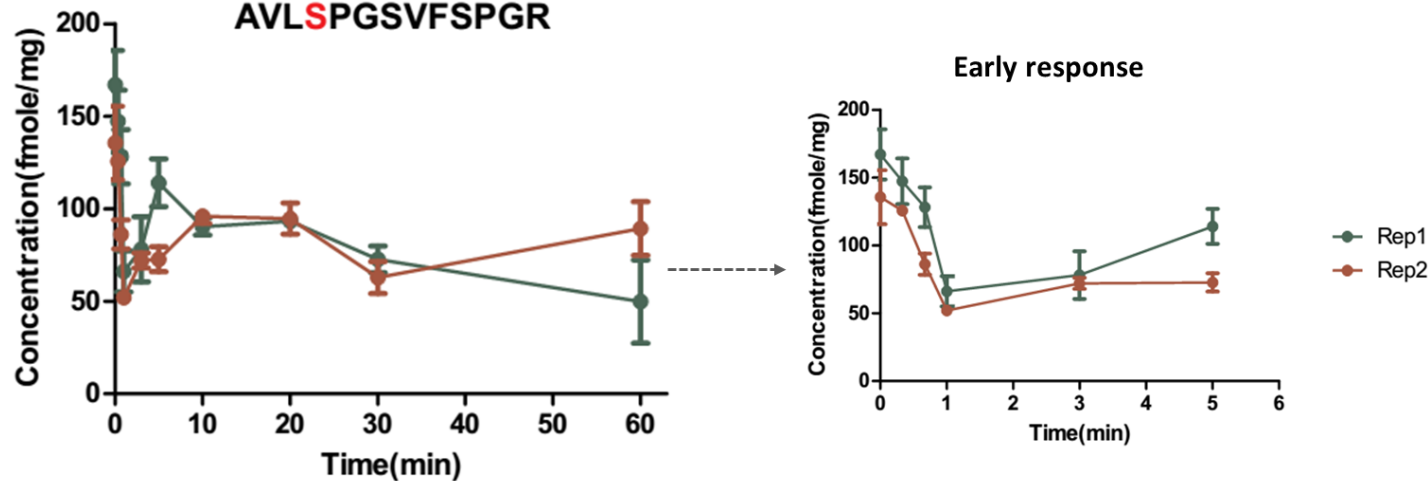 AVLSPGSVFSPGR
Concentration(fmole/mg)
200
150
100
50
0
0 10 20 30 40 50 60
Time(min)
Early response
Concentration(fmole/mg)
200
150
100
50
0
0 1 2 3 4 5 6
Time(min)
Rep1
Rep2